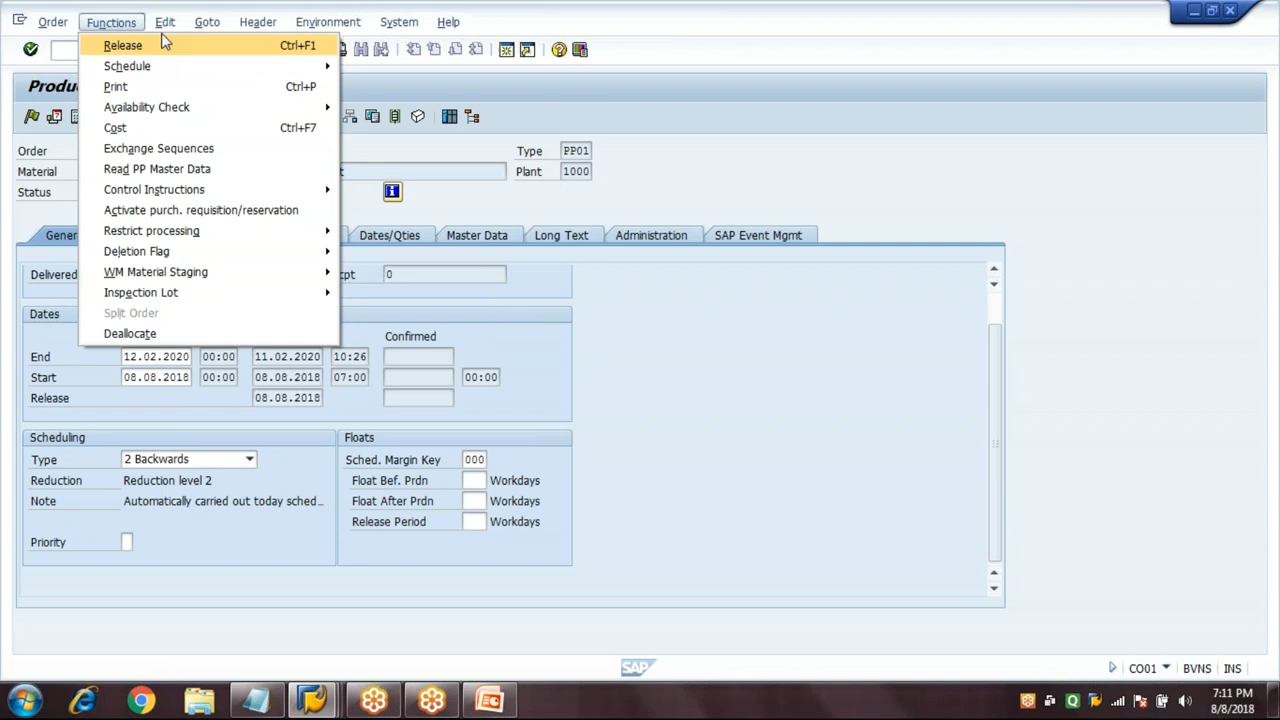 Order Functions Edit Goto Header Environment System Help
Release Ctrl+F1
Schedule
Print Ctrl+P
Availability Check
Cost Ctrl+F7
Exchange Sequences
Read PP Master Data
Control Instructions
Activate purch. requisition/reservation
Restrict processing
Deletion Flag
WM Material Staging
Inspection Lot
Split Order
Deallocate
Order Type PP01
Material Plant 1000
Status
Dates/Qties Master Data Long Text Administration SAP Event Mgmt
Delivered 0
Dates
Confirmed
End 12.02.2020 00:00 11.02.2020 10:26
Start 08.08.2018 00:00 08.08.2018 07:00 00:00
Release 08.08.2018
Scheduling
Type 2 Backwards
Reduction Reduction level 2
Note Automatically carried out today sched...
Priority
Floats
Sched. Margin Key 000
Float Bef. Prdn Workdays
Float After Prdn Workdays
Release Period Workdays
SAP
CO01 BVNS INS
7:11 PM
8/8/2018